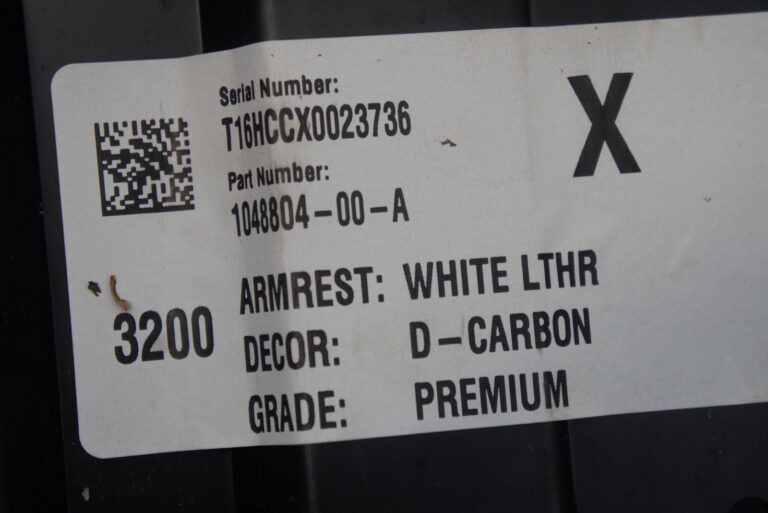 Serial Number:
T16HCCX0023736
X
Part Number:
1048804-00-A
3200
ARMREST: WHITE LTHR
DECOR: D-CARBON
GRADE: PREMIUM